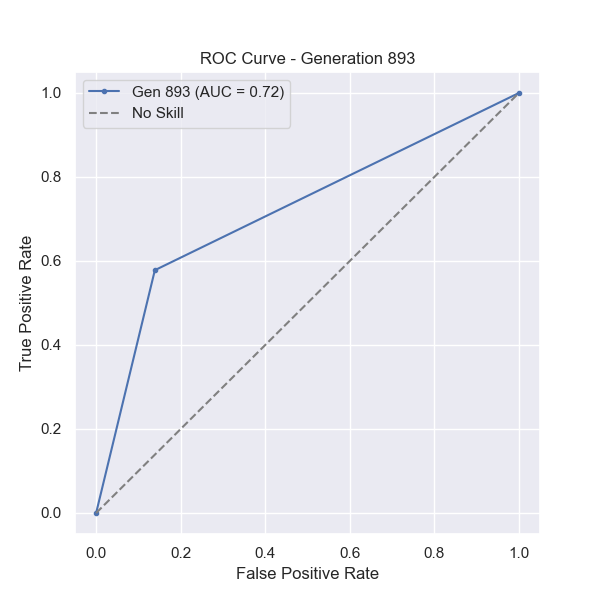 ROC Curve - Generation 893
Gen 893 (AUC = 0.72)
No Skill
1.0
0.8
0.6
0.4
0.2
0.0
True Positive Rate
0.0 0.2 0.4 0.6 0.8 1.0
False Positive Rate